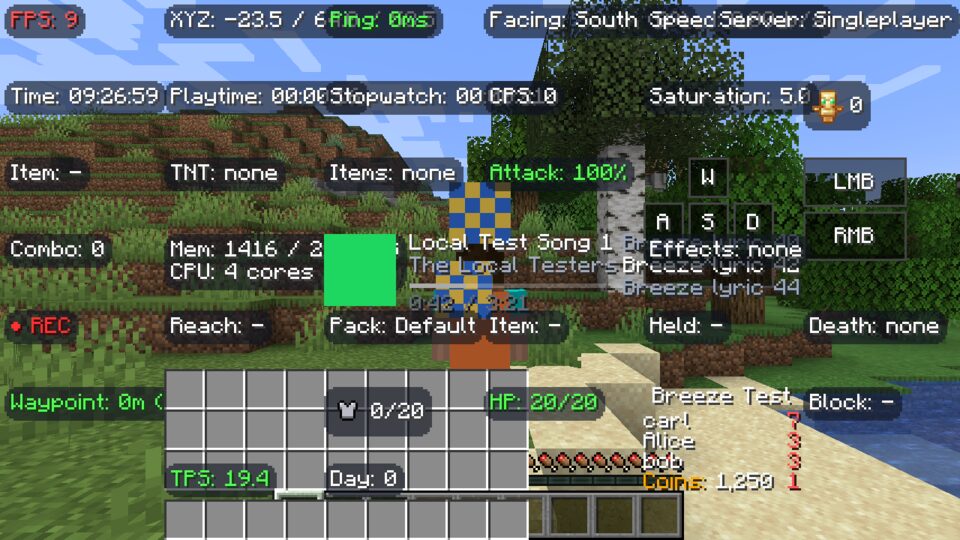 FPS: 9
XYZ: -23.5 / 6
Ping: 0ms
Facing: South
Speed
Server: Singleplayer
Time: 09:26:59
Playtime: 00:00
Stopwatch: 00
CPS:
Saturation: 5.0
0
Item: -
TNT: none
Items: none
Attack: 100%
W
LMB
A S D
RMB
Combo: 0
Mem: 1416 / 2
CPU: 4 cores
Local Test Song 1
The Local Testers
0:42 / 3:21
Effects: none
Breeze lyric
Breeze lyric 44
REC
Reach: -
Pack: Default
Item: -
Held: -
Death: none
Waypoint: 0m (
0/20
HP: 20/20
Breeze Test
carl 7
Alice 3
bob 3
Coins: 1,250 1
Block: -
TPS: 19.4
Day: 0